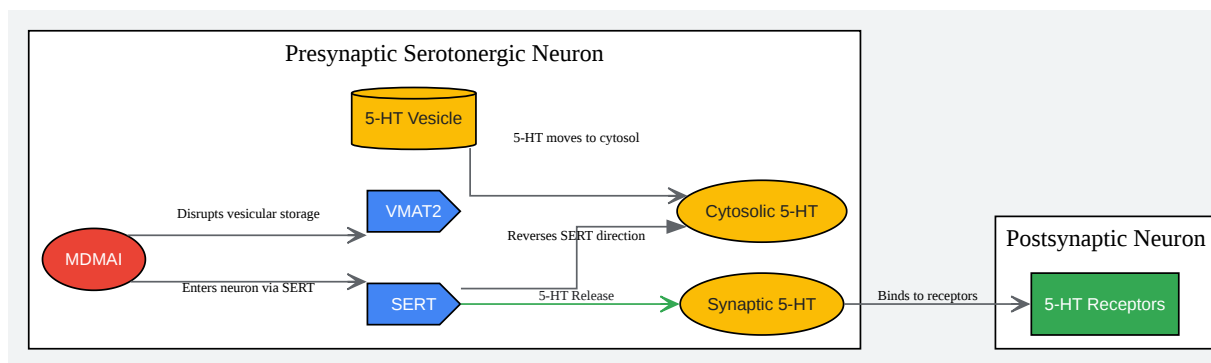 Presynaptic Serotonergic Neuron
5-HT Vesicle
5-HT moves to cytosol
Disrupts vesicular storage
VMAT2
Cytosolic 5-HT
MDMAI
Reverses SERT direction
Enters neuron via SERT
SERT
5-HT Release
Synaptic 5-HT
Binds to receptors
Postsynaptic Neuron
5-HT Receptors